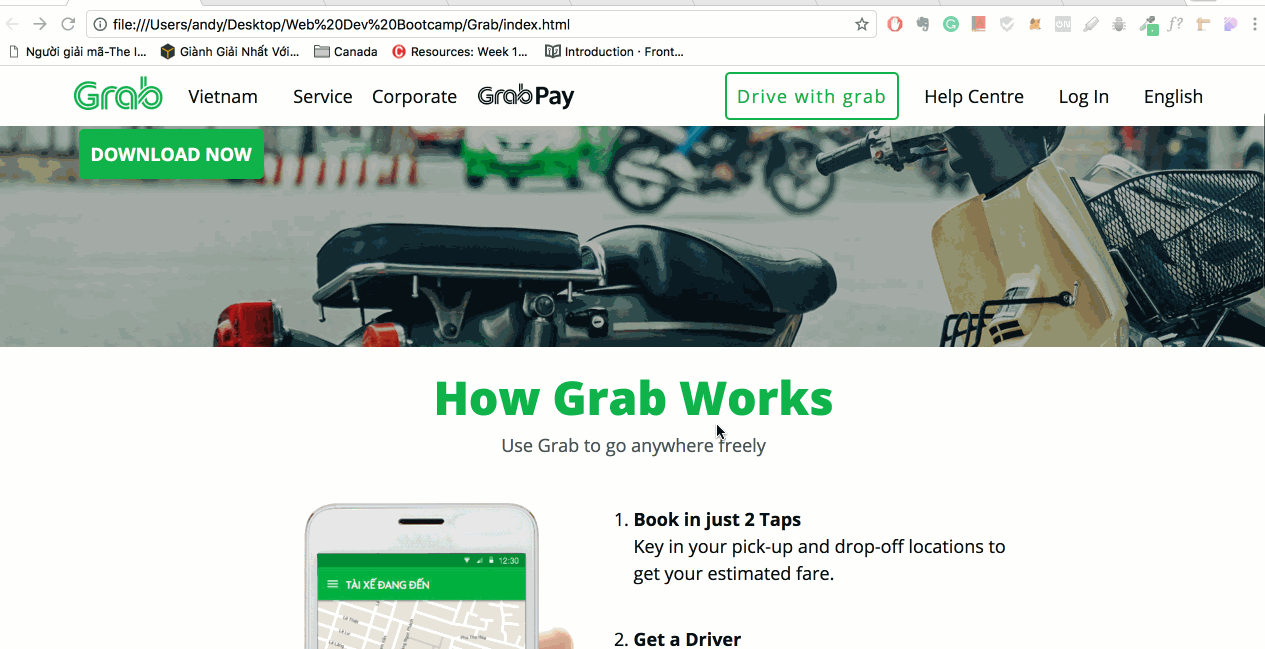 file:///Users/andy/Desktop/Web%20Dev%20Bootcamp/Grab/index.html
Người giải mã-The I... Giành Giải Nhất Với... Canada Resources: Week 1... Introduction · Front...
Grab Vietnam Service Corporate GrabPay Drive with grab Help Centre Log In English
DOWNLOAD NOW
How Grab Works
Use Grab to go anywhere freely
1. Book in just 2 Taps
Key in your pick-up and drop-off locations to
get your estimated fare.
12:30
TÀI XẾ ĐANG ĐẾN
2. Get a Driver